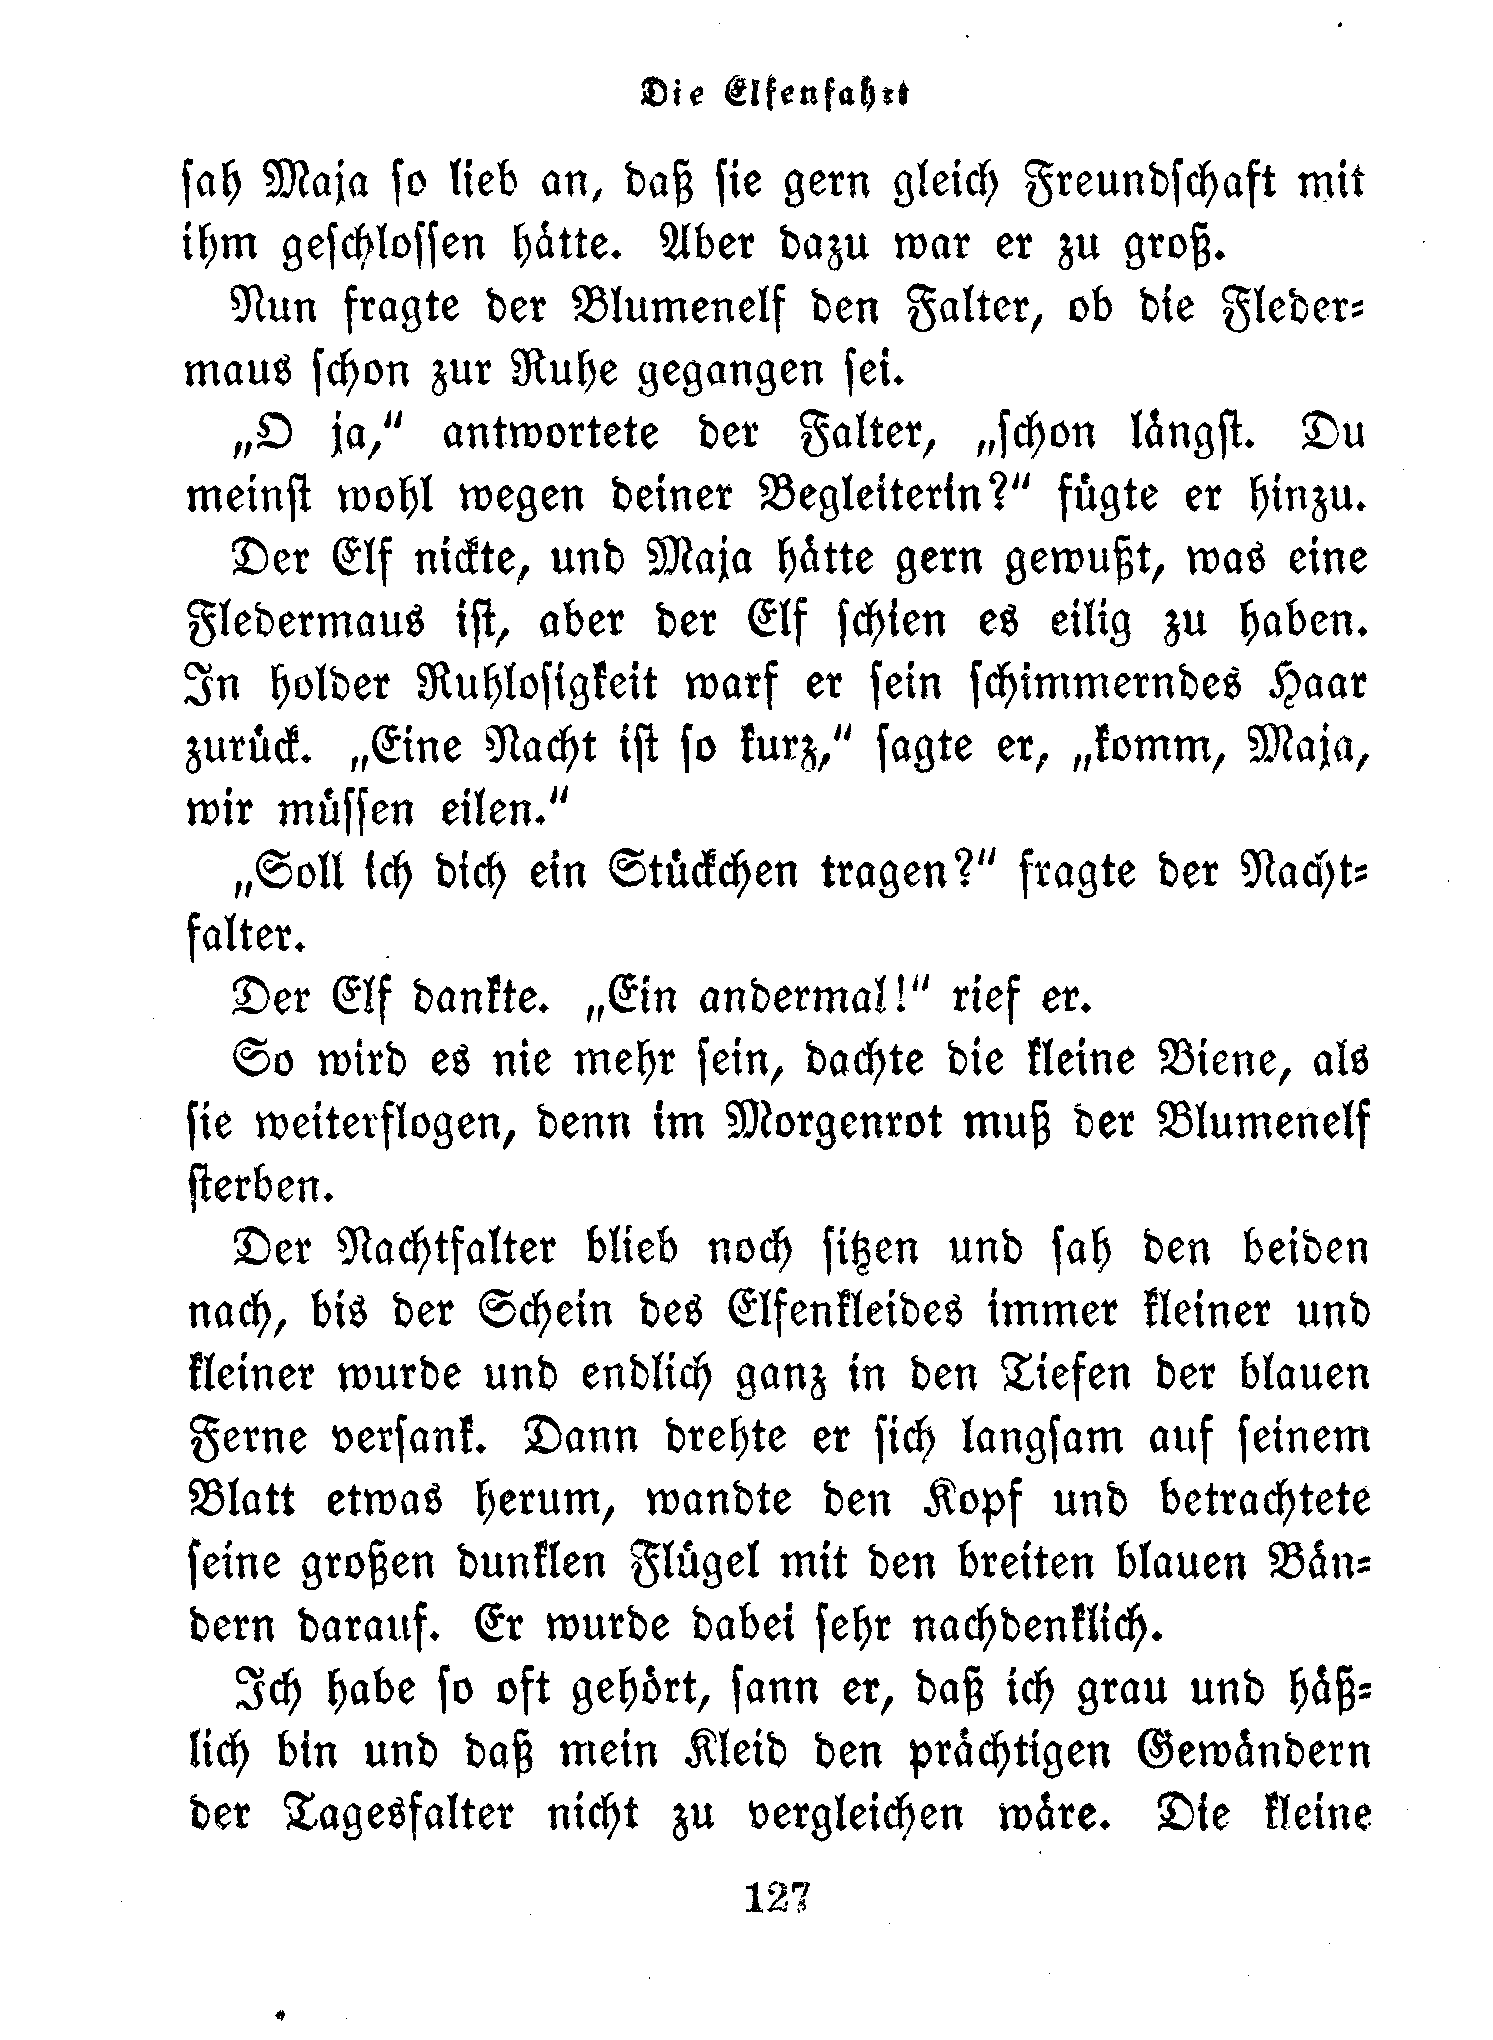 Die Elfenfahrt
sah Maja so lieb an, daß sie gern gleich Freundschaft mit
ihm geschlossen hätte. Aber dazu war er zu groß.
Nun fragte der Blumenelf den Falter, ob die Fleder-
maus schon zur Ruhe gegangen sei.
„O ja,“ antwortete der Falter, „schon längst. Du
meinst wohl wegen deiner Begleiterin?“ fügte er hinzu.
Der Elf nickte, und Maja hätte gern gewußt, was eine
Fledermaus ist, aber der Elf schien es eilig zu haben.
In holder Ruhlosigkeit warf er sein schimmerndes Haar
zurück. „Eine Nacht ist so kurz,“ sagte er, „komm, Maja,
wir müssen eilen.“
„Soll ich dich ein Stückchen tragen?“ fragte der Nacht-
falter.
Der Elf dankte. „Ein andermal!“ rief er.
So wird es nie mehr sein, dachte die kleine Biene, als
sie weiterflogen, denn im Morgenrot muß der Blumenelf
sterben.
Der Nachtfalter blieb noch sitzen und sah den beiden
nach, bis der Schein des Elfenkleides immer kleiner und
kleiner wurde und endlich ganz in den Tiefen der blauen
Ferne versank. Dann drehte er sich langsam auf seinem
Blatt etwas herum, wandte den Kopf und betrachtete
seine großen dunklen Flügel mit den breiten blauen Bän-
dern darauf. Er wurde dabei sehr nachdenklich.
Ich habe so oft gehört, sann er, daß ich grau und häß-
lich bin und daß mein Kleid den prächtigen Gewändern
der Tagesfalter nicht zu vergleichen wäre. Die kleine
127